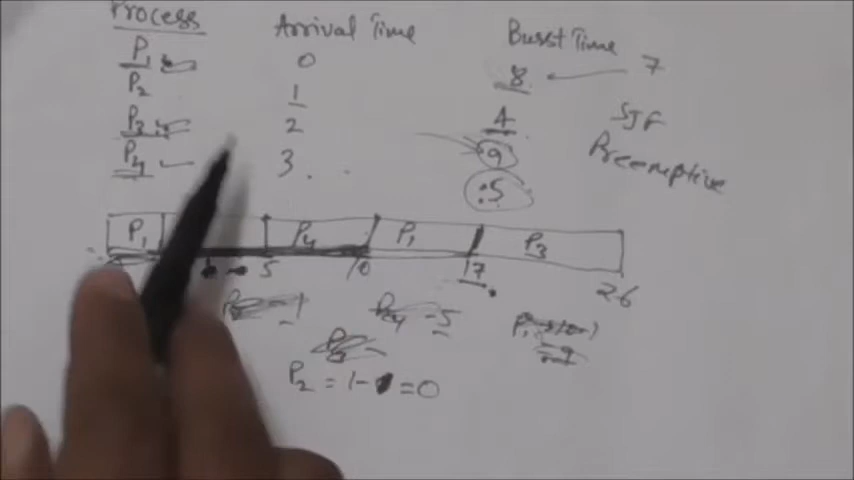 Process Arrival Time Burst Time
P1 0 8 7
P2 1 4 SJF
P3 2 9 Preemptive
P4 3 5
P1 P4 P1 P3
5 10 17 26
1 P4 - 5
P2 = 1 - = 0